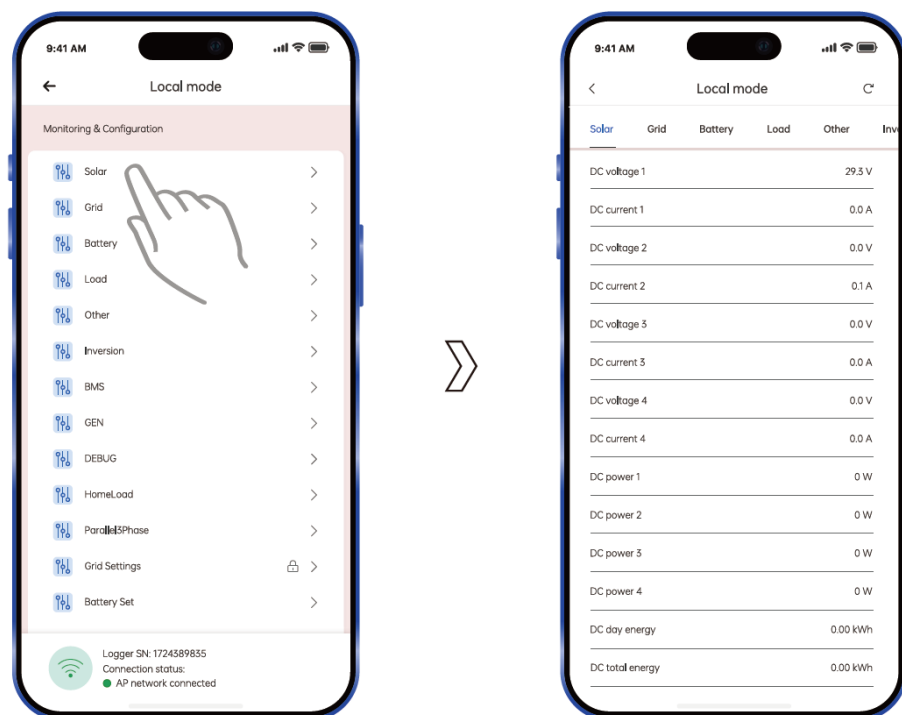 9:41 AM
Local mode
Monitoring & Configuration
Solar
Grid
Battery
Load
Other
Inversion
BMS
GEN
DEBUG
HomeLoad
Parallel3Phase
Grid Settings
Battery Set
Logger SN: 1724389835
Connection status:
AP network connected
9:41 AM
Local mode
Solar Grid Battery Load Other Inv
DC voltage 1 29.3 V
DC current 1 0.0 A
DC voltage 2 0.0 V
DC current 2 0.1 A
DC voltage 3 0.0 V
DC current 3 0.0 A
DC voltage 4 0.0 V
DC current 4 0.0 A
DC power 1 0 W
DC power 2 0 W
DC power 3 0 W
DC power 4 0 W
DC day energy 0.00 kWh
DC total energy 0.00 kWh